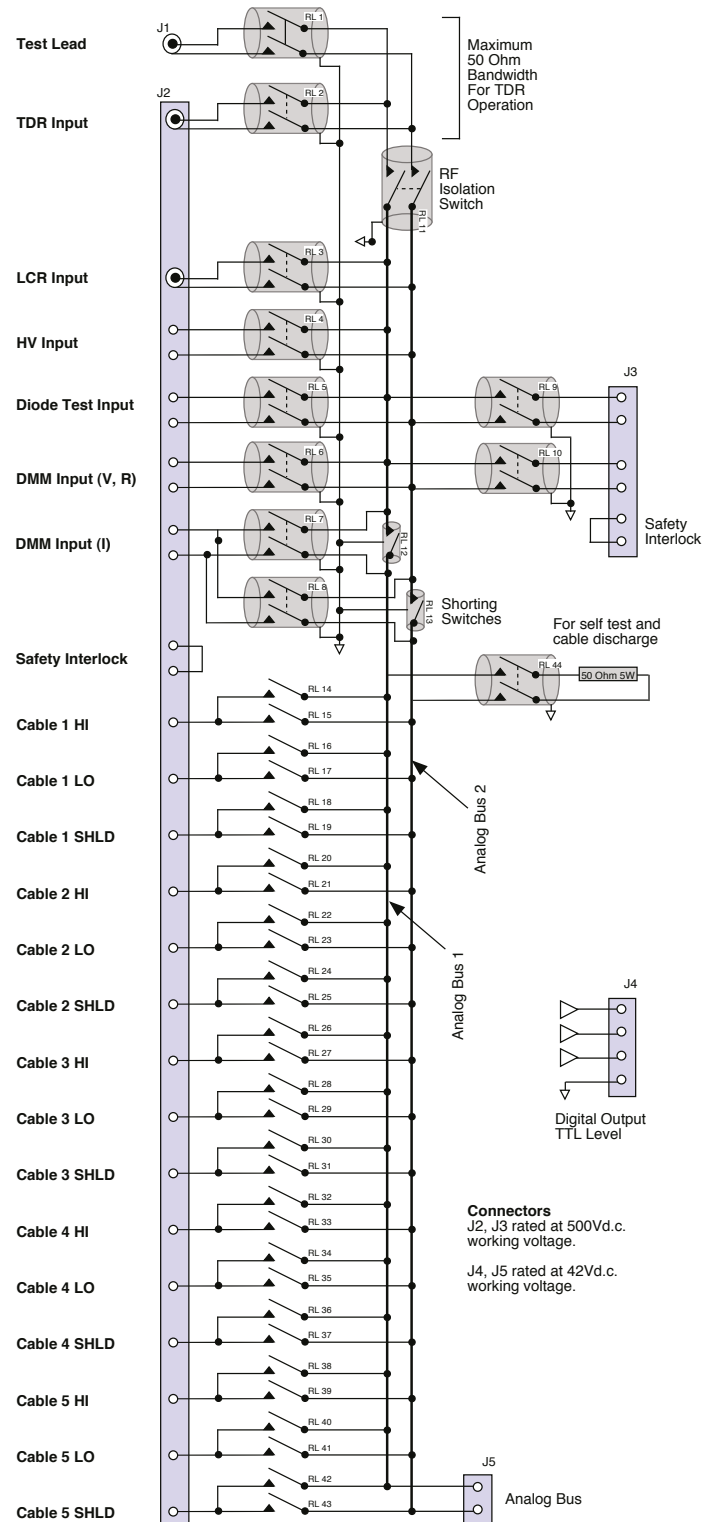 J1
RL 1
Test Lead
Maximum
50 Ohm
Bandwidth
For TDR
Operation
J2
RL 2
TDR Input
RF
Isolation
Switch
RL 11
RL 3
LCR Input
RL 4
HV Input
J3
RL 5
RL 9
Diode Test Input
RL 6
RL 10
DMM Input (V, R)
RL 7
RL 12
Safety
Interlock
DMM Input (I)
RL 8
RL 13
Shorting
Switches
For self test and
cable discharge
Safety Interlock
RL 44
50 Ohm 5W
RL 14
Cable 1 HI
RL 15
RL 16
Cable 1 LO
RL 17
Analog Bus 2
RL 18
Cable 1 SHLD
RL 19
RL 20
Cable 2 HI
RL 21
RL 22
Cable 2 LO
RL 23
Analog Bus 1
RL 24
J4
Cable 2 SHLD
RL 25
RL 26
Cable 3 HI
RL 27
RL 28
Cable 3 LO
RL 29
Digital Output
TTL Level
RL 30
Cable 3 SHLD
RL 31
RL 32
Connectors
J2, J3 rated at 500Vd.c.
working voltage.
Cable 4 HI
RL 33
RL 34
J4, J5 rated at 42Vd.c.
working voltage.
Cable 4 LO
RL 35
RL 36
Cable 4 SHLD
RL 37
RL 38
Cable 5 HI
RL 39
RL 40
Cable 5 LO
RL 41
J5
RL 42
Analog Bus
Cable 5 SHLD
RL 43